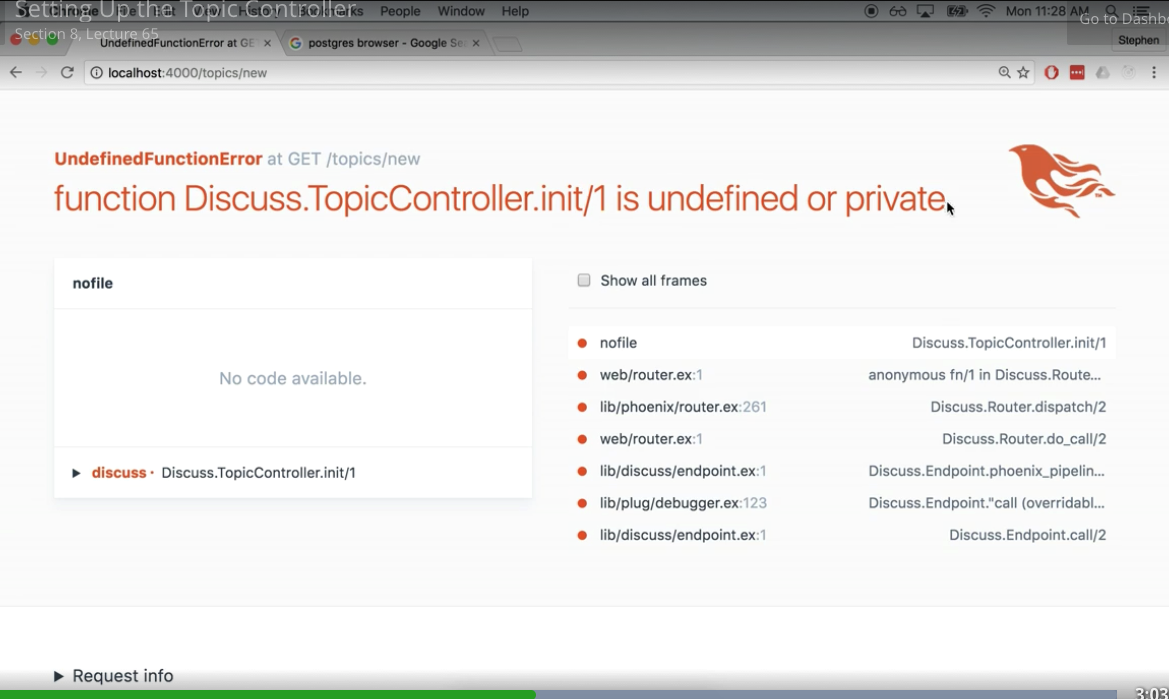 Setting Up the Topic Controller
Chrome File Edit View History Bookmarks People Window Help
Mon 11:28 AM
Go to Dashb
Section 8, Lecture 65
Stephen
UndefinedFunctionError at GE
postgres browser - Google Se
localhost:4000/topics/new
UndefinedFunctionError at GET /topics/new
function Discuss.TopicController.init/1 is undefined or private
nofile
Show all frames
No code available.
discuss · Discuss.TopicController.init/1
nofile Discuss.TopicController.init/1
web/router.ex:1 anonymous fn/1 in Discuss.Route...
lib/phoenix/router.ex:261 Discuss.Router.dispatch/2
web/router.ex:1 Discuss.Router.do_call/2
lib/discuss/endpoint.ex:1 Discuss.Endpoint.phoenix_pipelin...
lib/plug/debugger.ex:123 Discuss.Endpoint."call (overridabl...
lib/discuss/endpoint.ex:1 Discuss.Endpoint.call/2
Request info
3:03